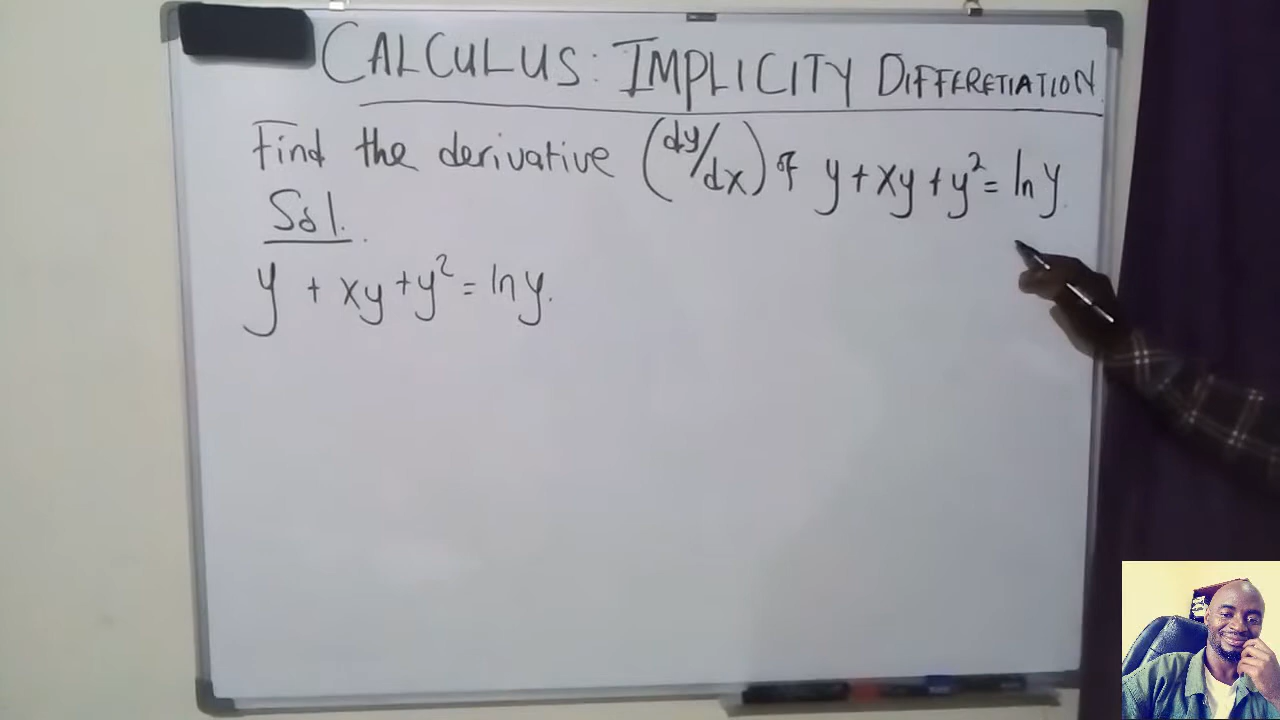 CALCULUS: IMPLICITY DIFFERETIATION
Find the derivative (dy/dx) of y + xy + y² = ln y.
Sol.
y + xy + y² = ln y.